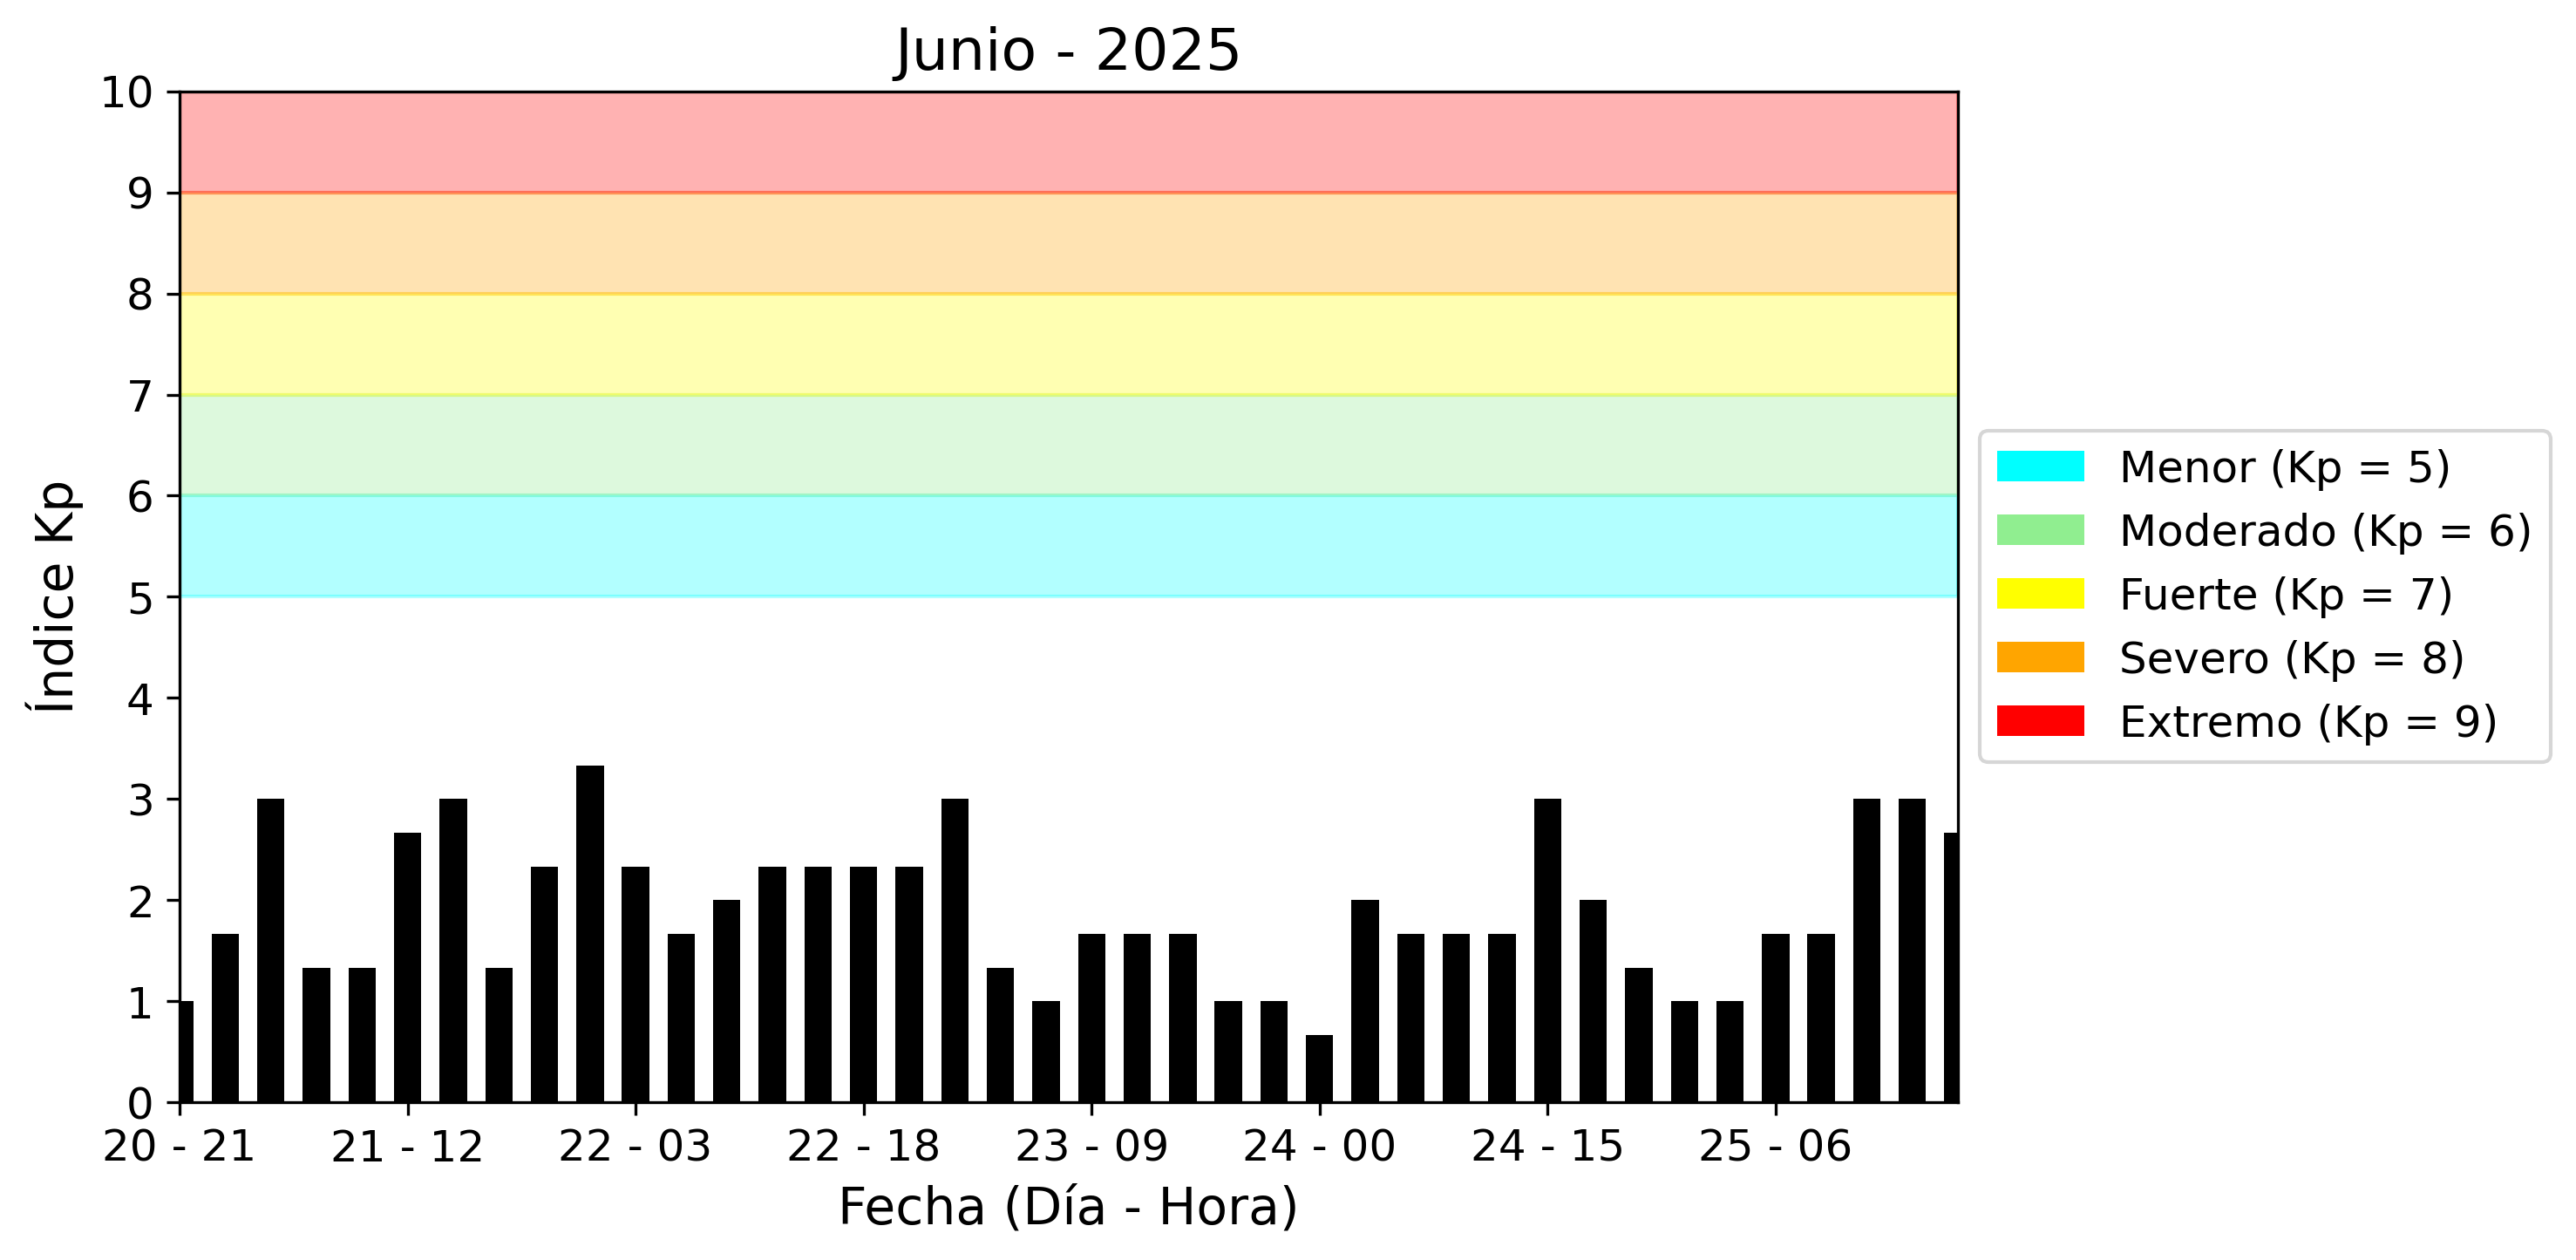 Junio - 2025
10
9
8
7
6
5
4
3
2
1
0
Índice Kp
20 - 21
21 - 12
22 - 03
22 - 18
23 - 09
24 - 00
24 - 15
25 - 06
Fecha (Día - Hora)
Menor (Kp = 5)
Moderado (Kp = 6)
Fuerte (Kp = 7)
Severo (Kp = 8)
Extremo (Kp = 9)